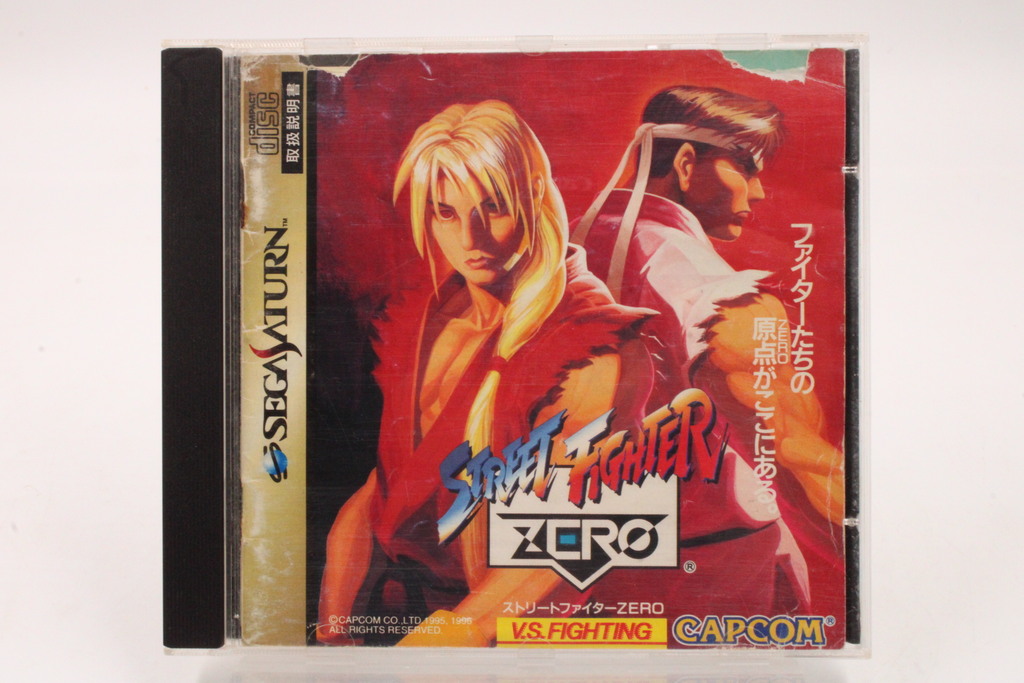 COMPACT
disc
取扱説明書
SEGA SATURN™
ファイターたちの
ZERO
原点がここにある。
STREET FIGHTER
ZERO
®
ストリートファイターZERO
V.S. FIGHTING
CAPCOM®
©CAPCOM CO.,LTD.1995, 1996
ALL RIGHTS RESERVED.